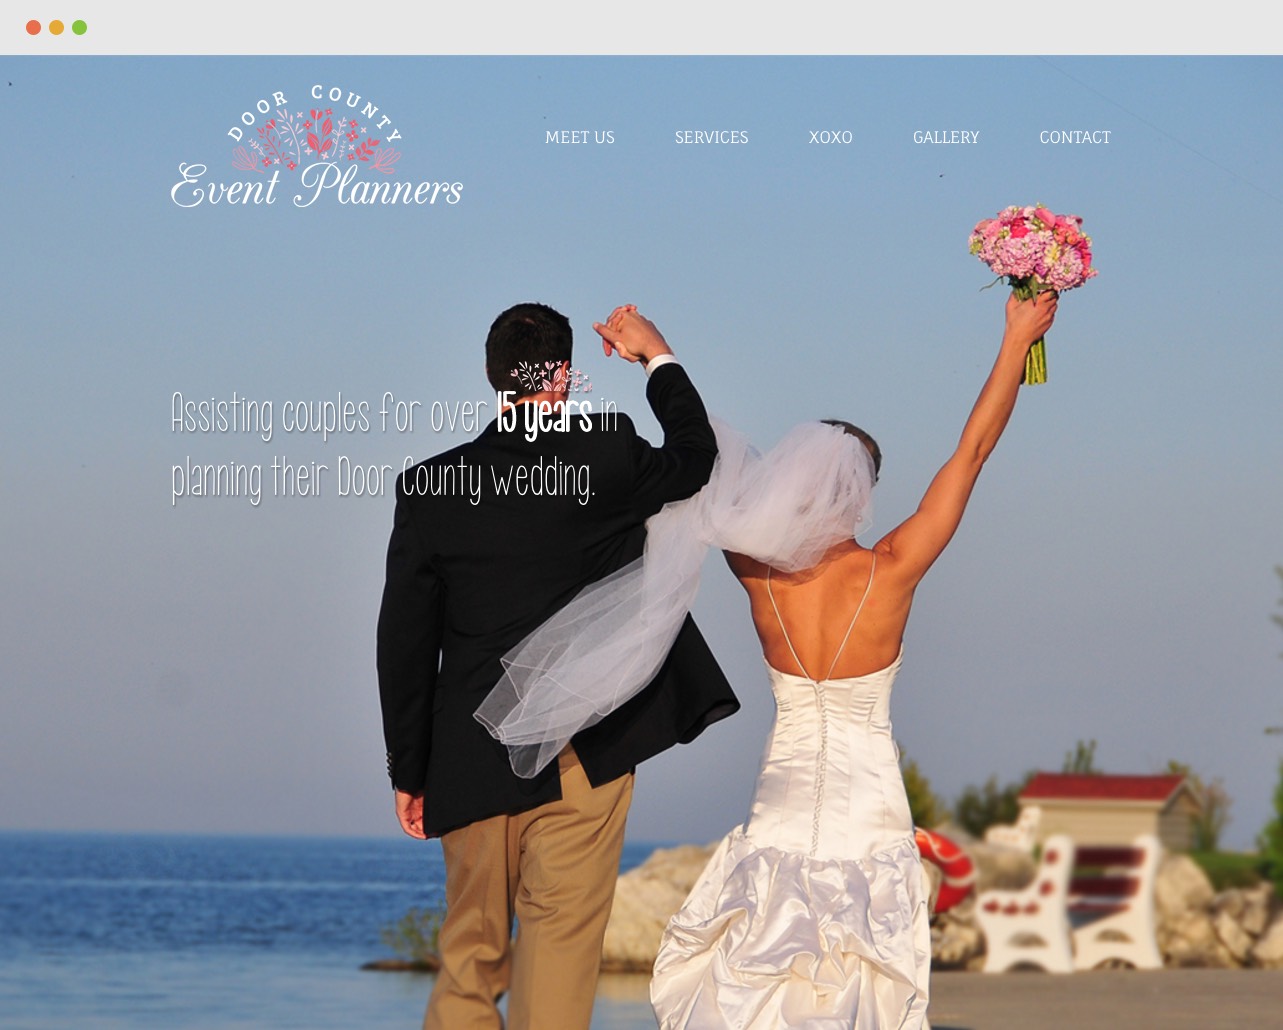 DOOR COUNTY
Event Planners
MEET US SERVICES XOXO GALLERY CONTACT
Assisting couples for over 15 years in
planning their Door County wedding.